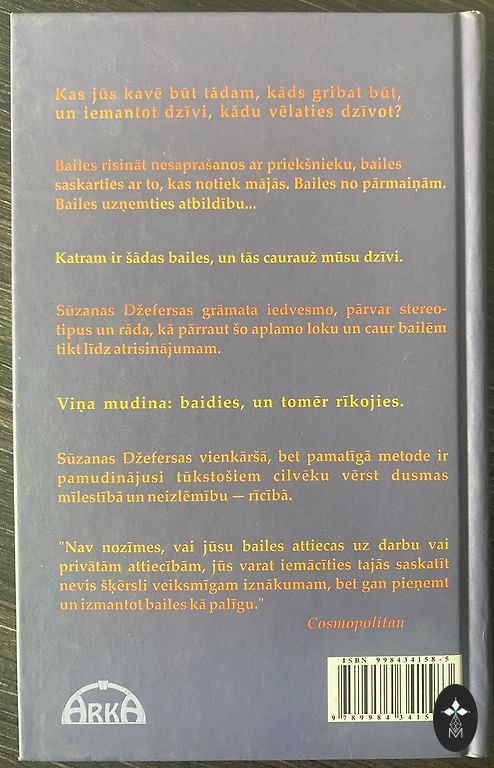 Kas jūs kavē būt tādam, kāds gribat būt,
un iemantot dzīvi, kādu vēlaties dzīvot?
Bailes risināt nesaprašanos ar priekšnieku, bailes
saskarties ar to, kas notiek mājās. Bailes no pārmaiņām.
Bailes uzņemties atbildību...
Katram ir šādas bailes, un tās caurauž mūsu dzīvi.
Sūzanas Džefersas grāmata iedvesmo, pārvar stereo-
tipus un rāda, kā pārraut šo aplamo loku un caur bailēm
tikt līdz atrisinājumam.
Viņa mudina: baidies, un tomēr rīkojies.
Sūzanas Džefersas vienkāršā, bet pamatīgā metode ir
pamudinājusi tūkstošiem cilvēku vērst dusmas
mīlestībā un neizlēmību — rīcībā.
"Nav nozīmes, vai jūsu bailes attiecas uz darbu vai
privātām attiecībām, jūs varat iemācīties tajās saskatīt
nevis šķērsli veiksmīgam iznākumam, bet gan pieņemt
un izmantot bailes kā palīgu."
Cosmopolitan
ISBN 998434158-5
9 789984 3415
ARKA
M